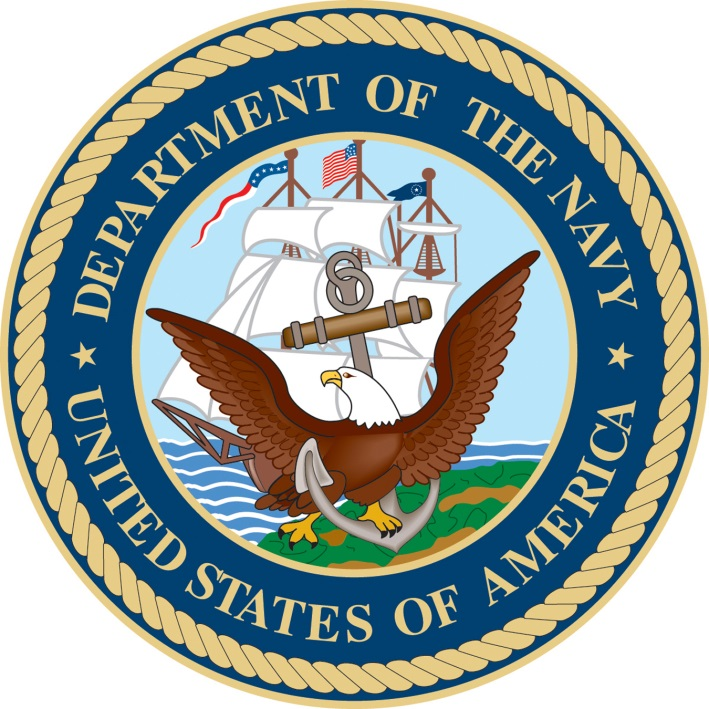 DEPARTMENT OF THE NAVY
UNITED STATES OF AMERICA